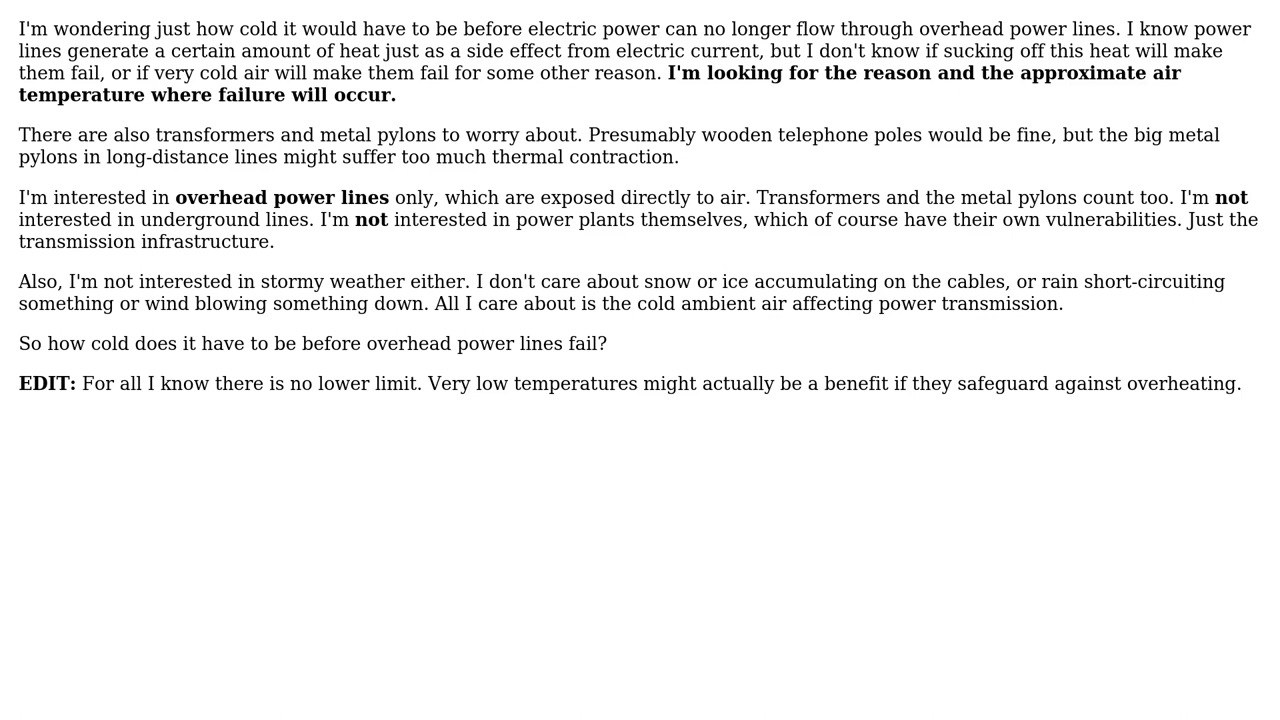 I'm wondering just how cold it would have to be before electric power can no longer flow through overhead power lines. I know power
lines generate a certain amount of heat just as a side effect from electric current, but I don't know if sucking off this heat will make
them fail, or if very cold air will make them fail for some other reason. I'm looking for the reason and the approximate air
temperature where failure will occur.
There are also transformers and metal pylons to worry about. Presumably wooden telephone poles would be fine, but the big metal
pylons in long-distance lines might suffer too much thermal contraction.
I'm interested in overhead power lines only, which are exposed directly to air. Transformers and the metal pylons count too. I'm not
interested in underground lines. I'm not interested in power plants themselves, which of course have their own vulnerabilities. Just the
transmission infrastructure.
Also, I'm not interested in stormy weather either. I don't care about snow or ice accumulating on the cables, or rain short-circuiting
something or wind blowing something down. All I care about is the cold ambient air affecting power transmission.
So how cold does it have to be before overhead power lines fail?
EDIT: For all I know there is no lower limit. Very low temperatures might actually be a benefit if they safeguard against overheating.